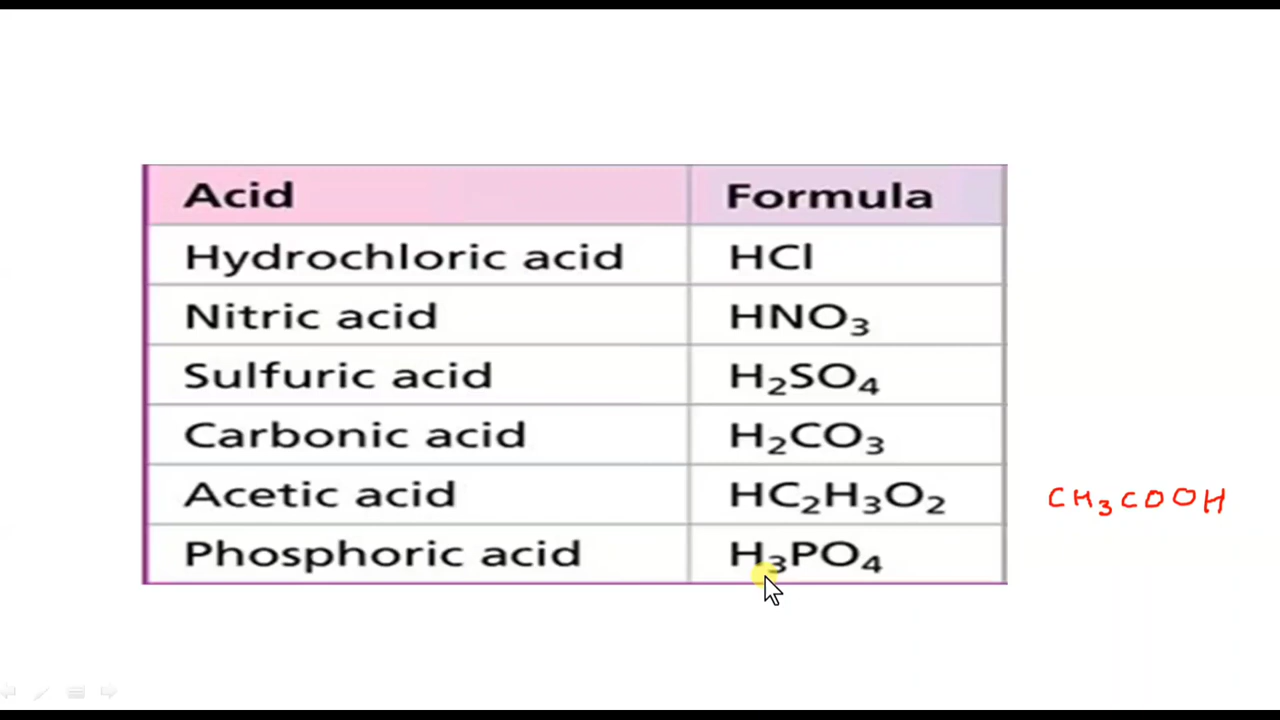 Acid Formula
Hydrochloric acid HCl
Nitric acid HNO₃
Sulfuric acid H₂SO₄
Carbonic acid H₂CO₃
Acetic acid HC₂H₃O₂ CH₃COOH
Phosphoric acid H₃PO₄